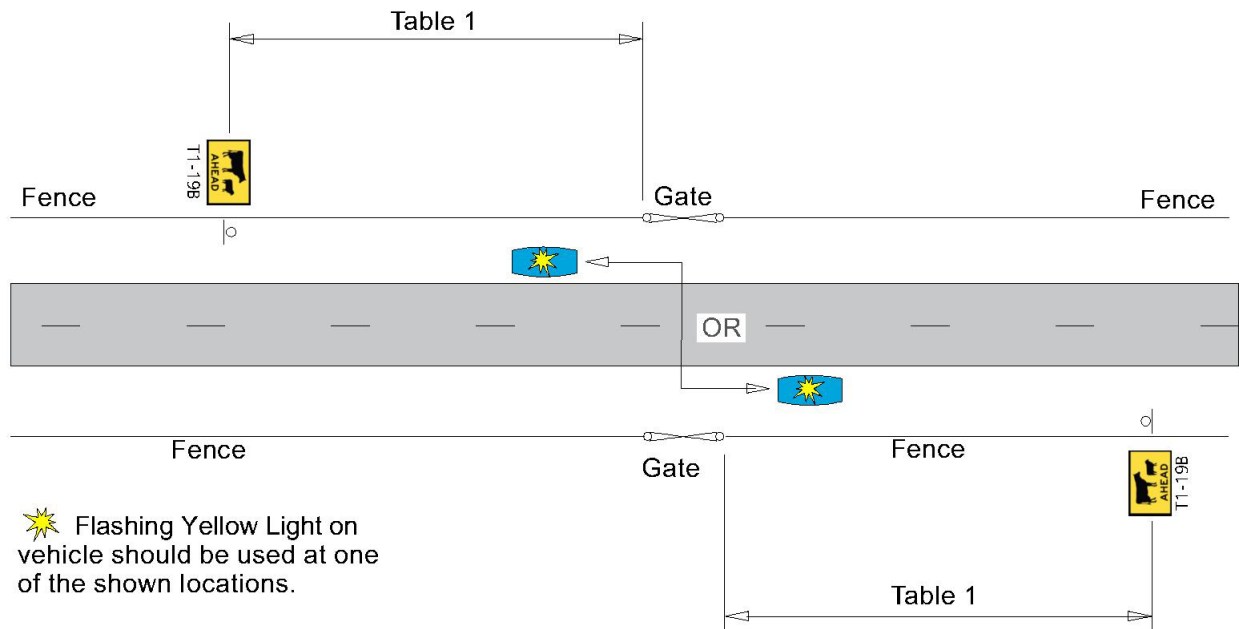 Table 1
T1-19B
AHEAD
Fence
Gate
Fence
OR
Fence
Gate
Fence
AHEAD
T1-19B
Flashing Yellow Light on
vehicle should be used at one
of the shown locations.
Table 1